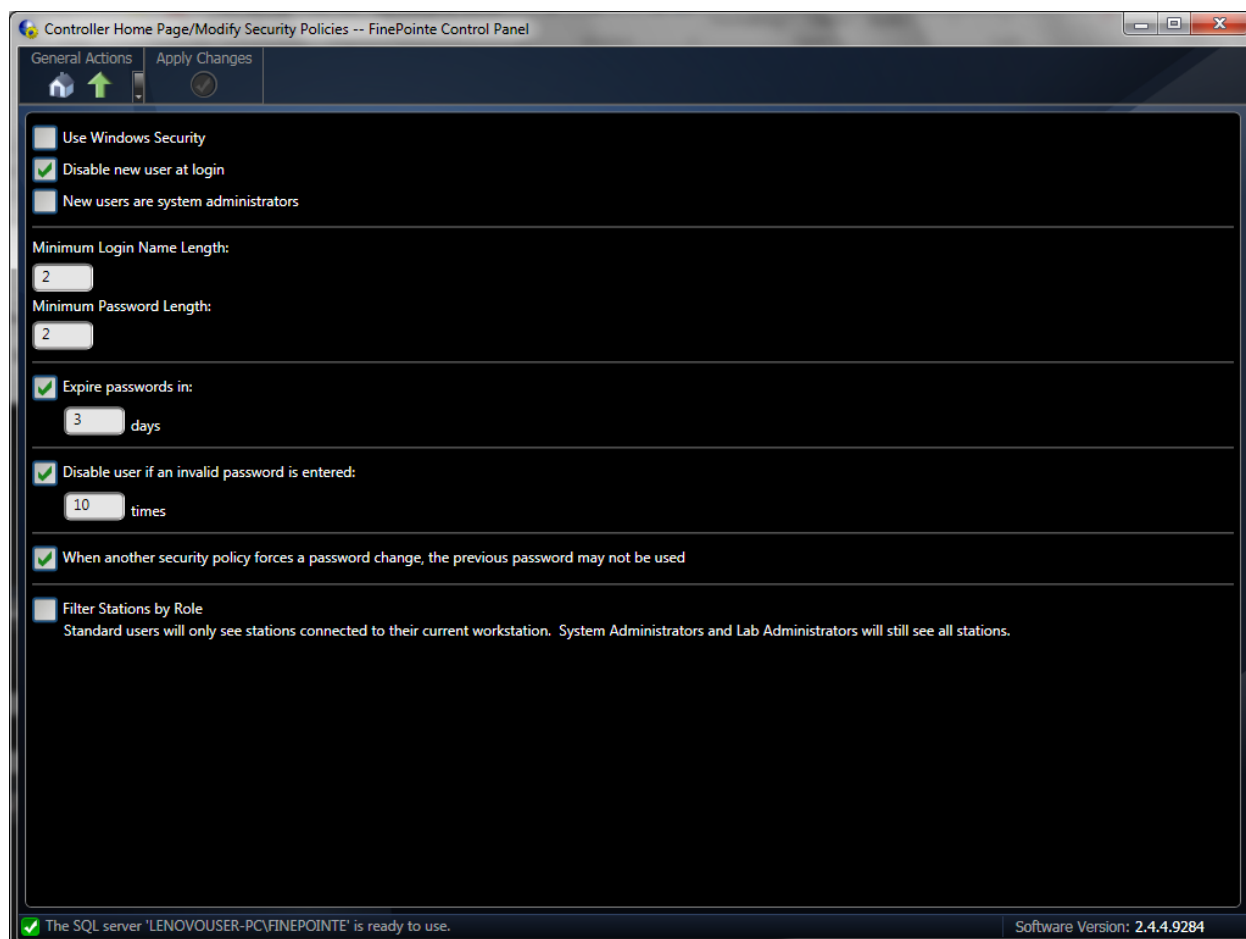 Controller Home Page/Modify Security Policies -- FinePointe Control Panel
General Actions
Apply Changes
Use Windows Security
Disable new user at login
New users are system administrators
Minimum Login Name Length:
2
Minimum Password Length:
2
Expire passwords in:
3 days
Disable user if an invalid password is entered:
10 times
When another security policy forces a password change, the previous password may not be used
Filter Stations by Role
Standard users will only see stations connected to their current workstation.  System Administrators and Lab Administrators will still see all stations.
The SQL server 'LENOVOUSER-PC\FINEPOINTE' is ready to use.
Software Version: 2.4.4.9284